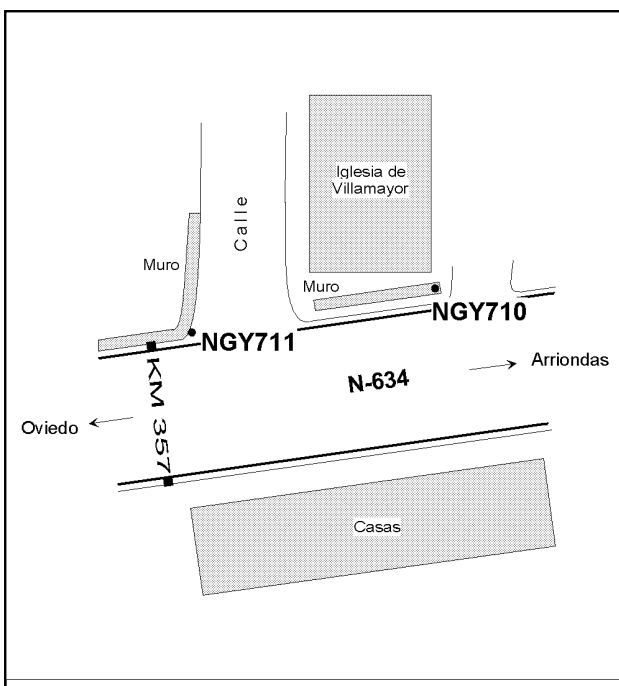 Iglesia de
Villamayor
Calle
Muro
Muro
NGY710
NGY711
N-634
Arriondas
KM 357
Oviedo
Casas